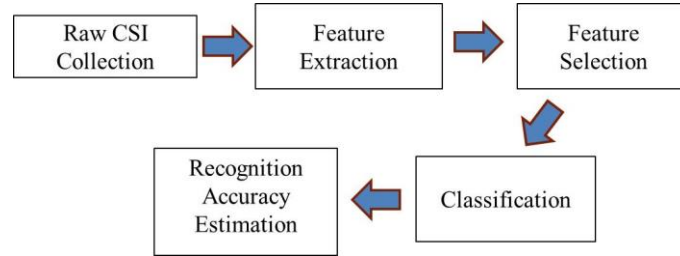 Raw CSI
Collection
Feature
Extraction
Feature
Selection
Classification
Recognition
Accuracy
Estimation